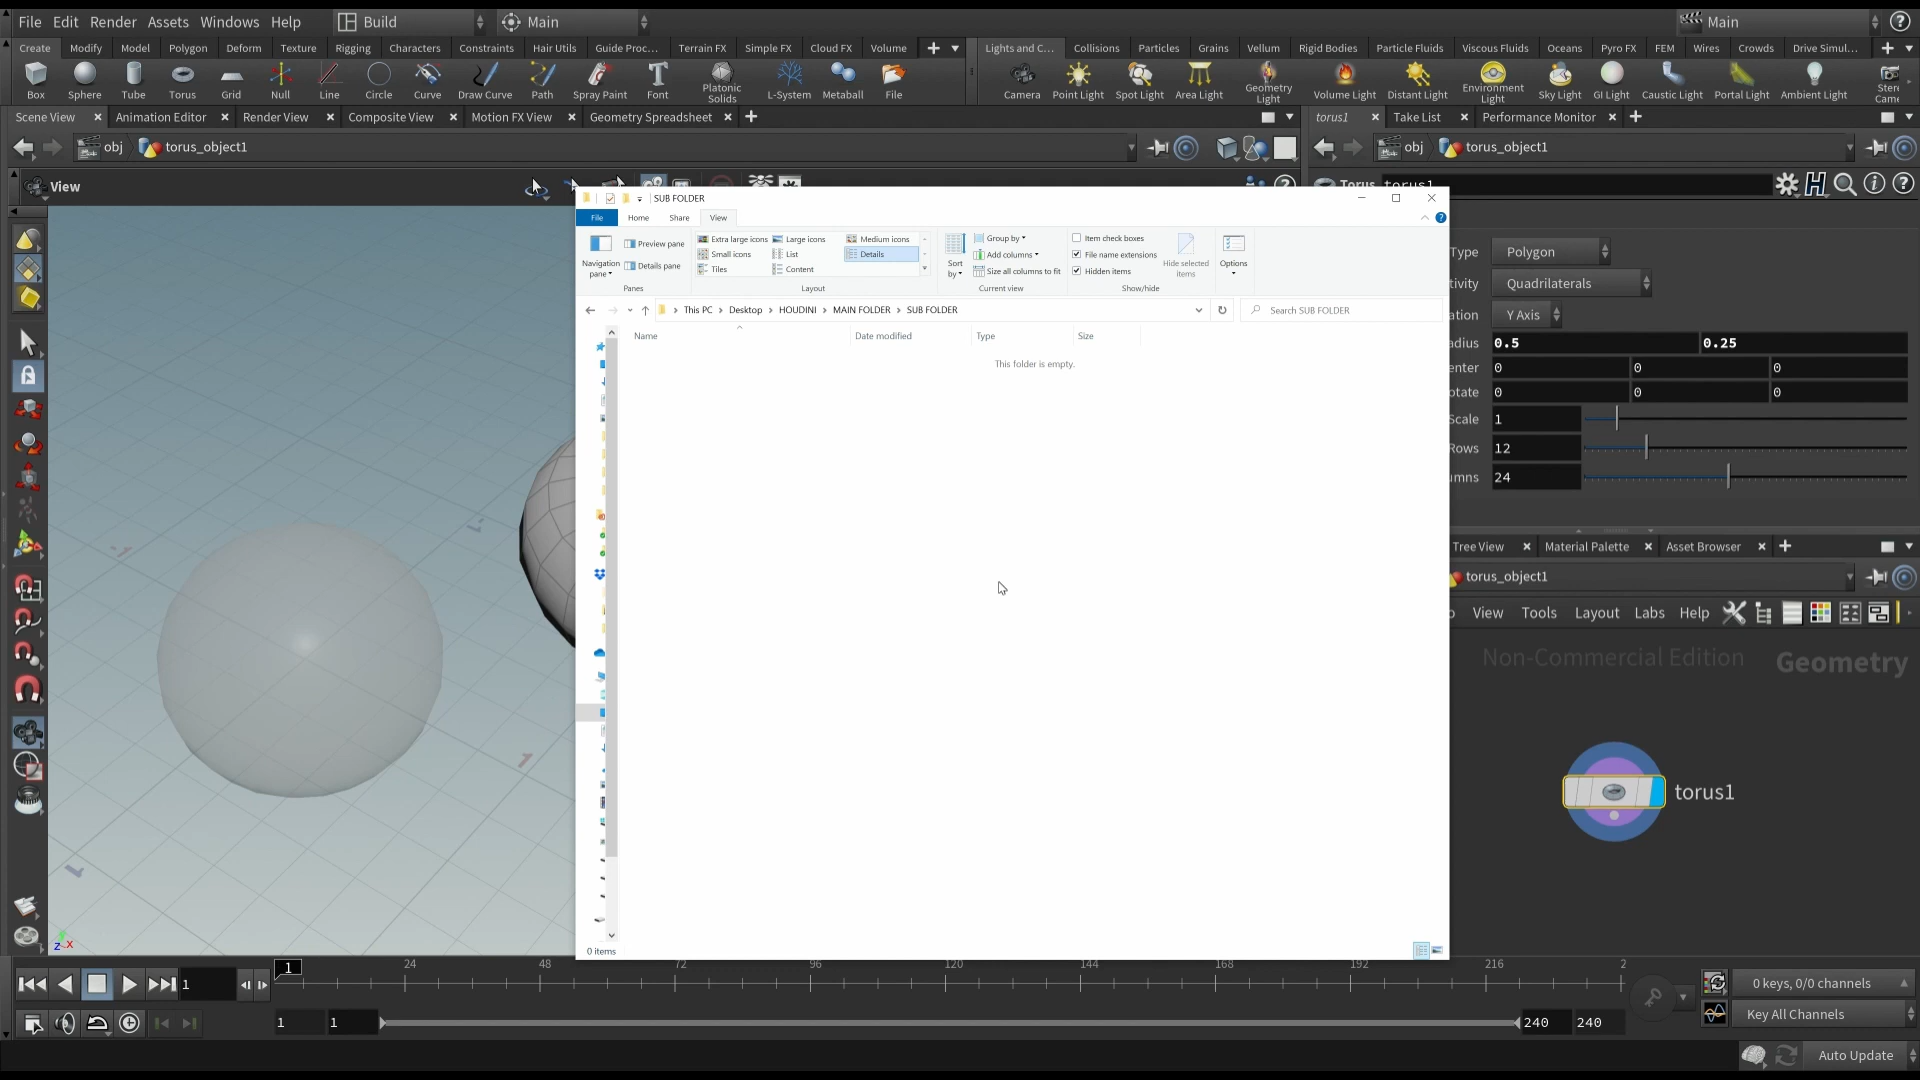 File Edit Render Assets Windows Help Build Main Main
Create Modify Model Polygon Deform Texture Rigging Characters Constraints Hair Utils Guide Proc... Terrain FX Simple FX Cloud FX Volume
Lights and C... Collisions Particles Grains Vellum Rigid Bodies Particle Fluids Viscous Fluids Oceans Pyro FX FEM Wires Crowds Drive Simul...
Box Sphere Tube Torus Grid Null Line Circle Curve Draw Curve Path Spray Paint Font Platonic Solids L-System Metaball File
Camera Point Light Spot Light Area Light Geometry Light Volume Light Distant Light Environment Light Sky Light GI Light Caustic Light Portal Light Ambient Light Stere Came
Scene View Animation Editor Render View Composite View Motion FX View Geometry Spreadsheet
torus1 Take List Performance Monitor
obj torus_object1
obj torus_object1
View
Torus torus1
SUB FOLDER
File Home Share View
Navigation pane
Preview pane
Details pane
Panes
Extra large icons Large icons Medium icons
Small icons List Details
Tiles Content
Layout
Sort by
Group by
Add columns
Size all columns to fit
Current view
Item check boxes
File name extensions
Hidden items
Hide selected items
Show/hide
Options
This PC Desktop HOUDINI MAIN FOLDER SUB FOLDER
Search SUB FOLDER
Name Date modified Type Size
This folder is empty.
0 items
Type Polygon
tivity Quadrilaterals
ation Y Axis
adius 0.5 0.25
enter 0 0 0
otate 0 0 0
Scale 1
Rows 12
umns 24
Tree View Material Palette Asset Browser
torus_object1
View Tools Layout Labs Help
Non-Commercial Edition Geometry
torus1
z x
1 1 24 48 72 96 120 144 168 192 216 2
1 1 240 240
0 keys, 0/0 channels
Key All Channels
Auto Update